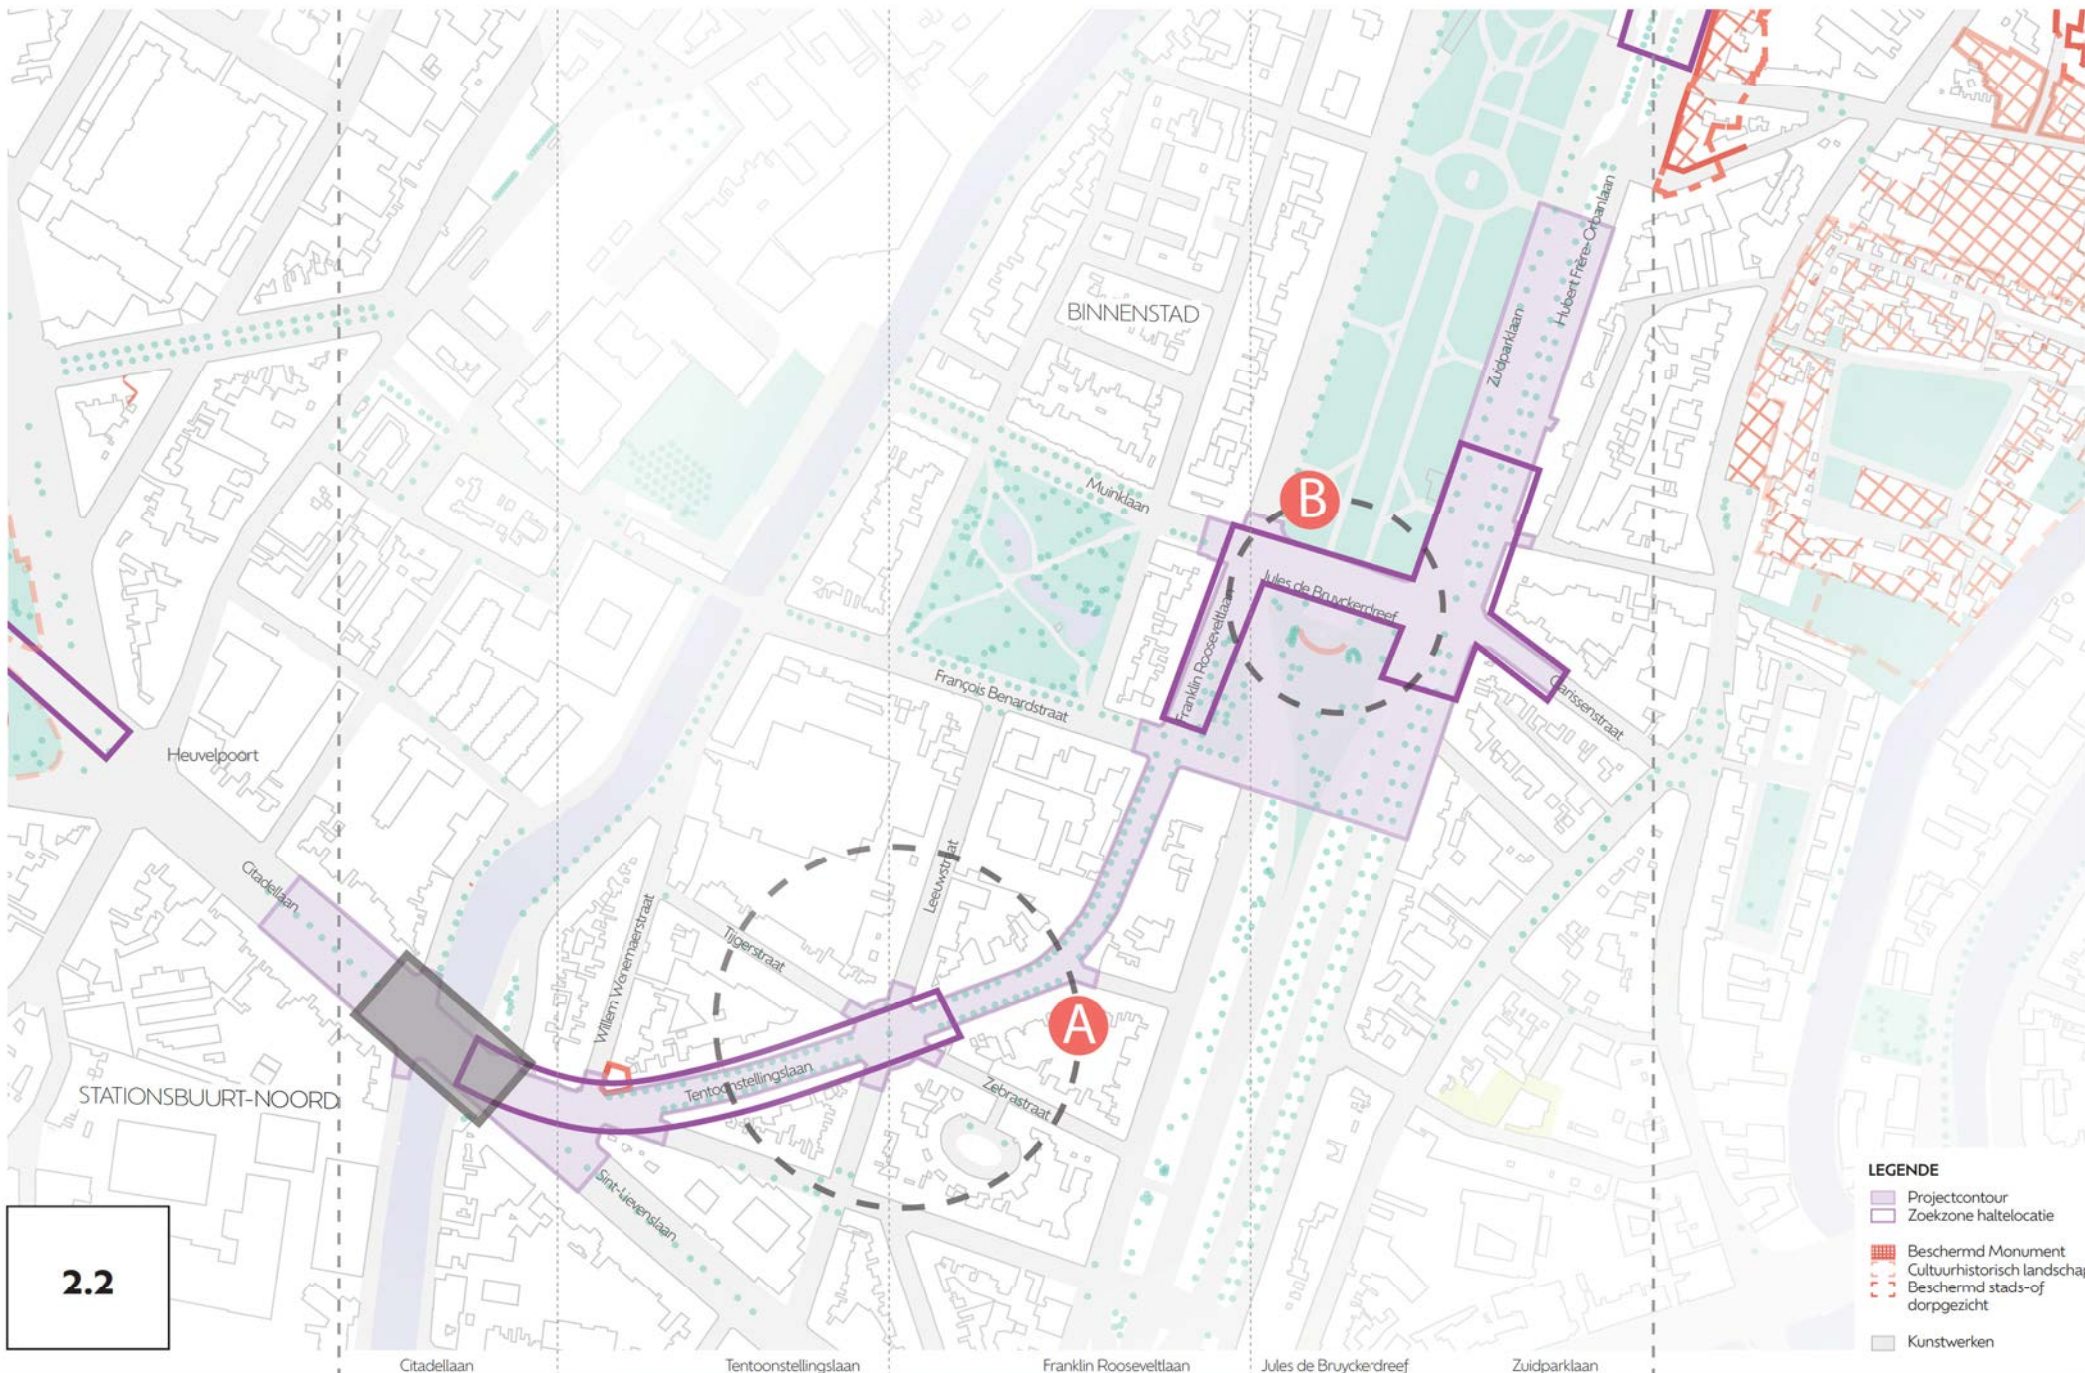 Hubert Frère-Orbanlaan
BINNENSTAD
Zuidparklaan
B
Muinklaan
Jules de Bruyckerdreef
Franklin Rooseveltlaan
François Benardstraat
Clarissenstraat
Heuvelpoort
Citadellaan
Leeuwstraat
Willem Wenemaerstraat
Tijgerstraat
A
Tentoonstellingslaan
Zebrastraat
STATIONSBUURT-NOORD
Sint-Lievenslaan
2.2
LEGENDE
Projectcontour
Zoekzone haltelocatie
Beschermd Monument
Cultuurhistorisch landschap
Beschermd stads-of
dorpgezicht
Kunstwerken
Citadellaan
Tentoonstellingslaan
Franklin Rooseveltlaan
Jules de Bruyckerdreef
Zuidparklaan